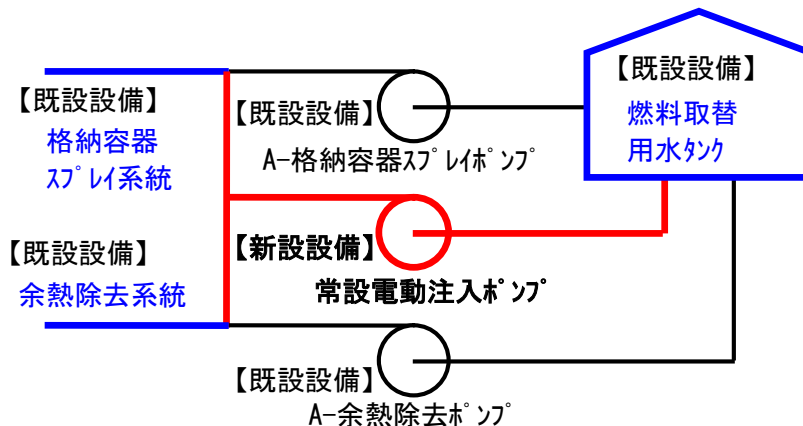 【既設設備】
格納容器
ｽﾌﾟﾚｲ系統
【既設設備】
A-格納容器ｽﾌﾟﾚｲﾎﾟﾝﾌﾟ
【既設設備】
燃料取替
用水ﾀﾝｸ
【新設設備】
常設電動注入ﾎﾟﾝﾌﾟ
【既設設備】
余熱除去系統
【既設設備】
A-余熱除去ﾎﾟﾝﾌﾟ